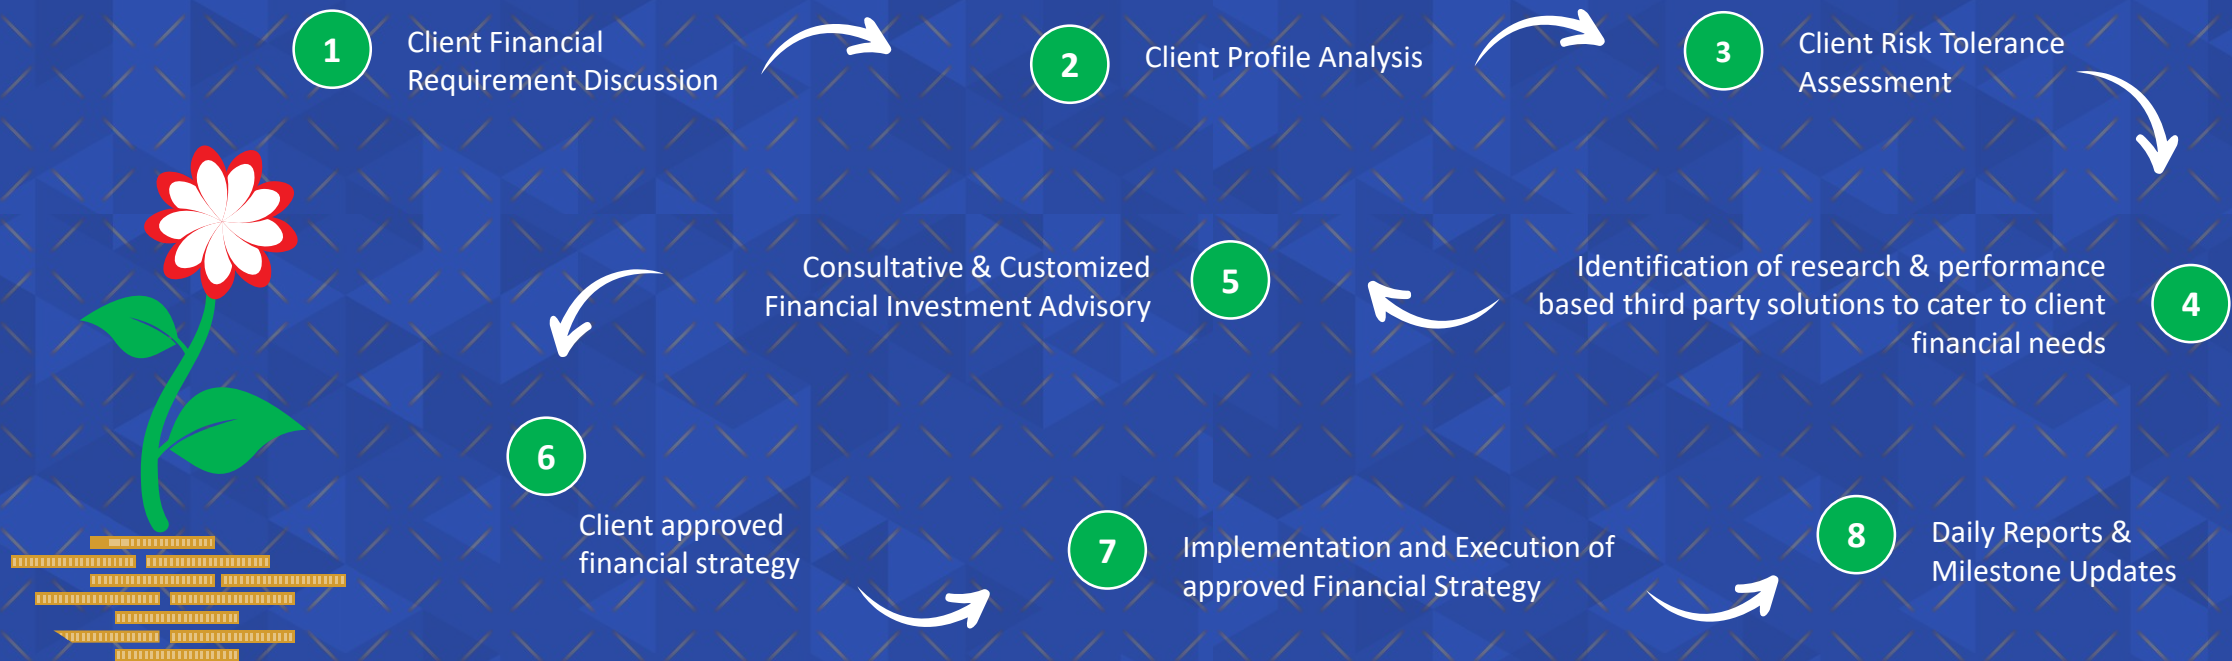 1
Client Financial
Requirement Discussion
2
Client Profile Analysis
3
Client Risk Tolerance
Assessment
4
Identification of research & performance
based third party solutions to cater to client
financial needs
5
Consultative & Customized
Financial Investment Advisory
6
Client approved
financial strategy
7
Implementation and Execution of
approved Financial Strategy
8
Daily Reports &
Milestone Updates